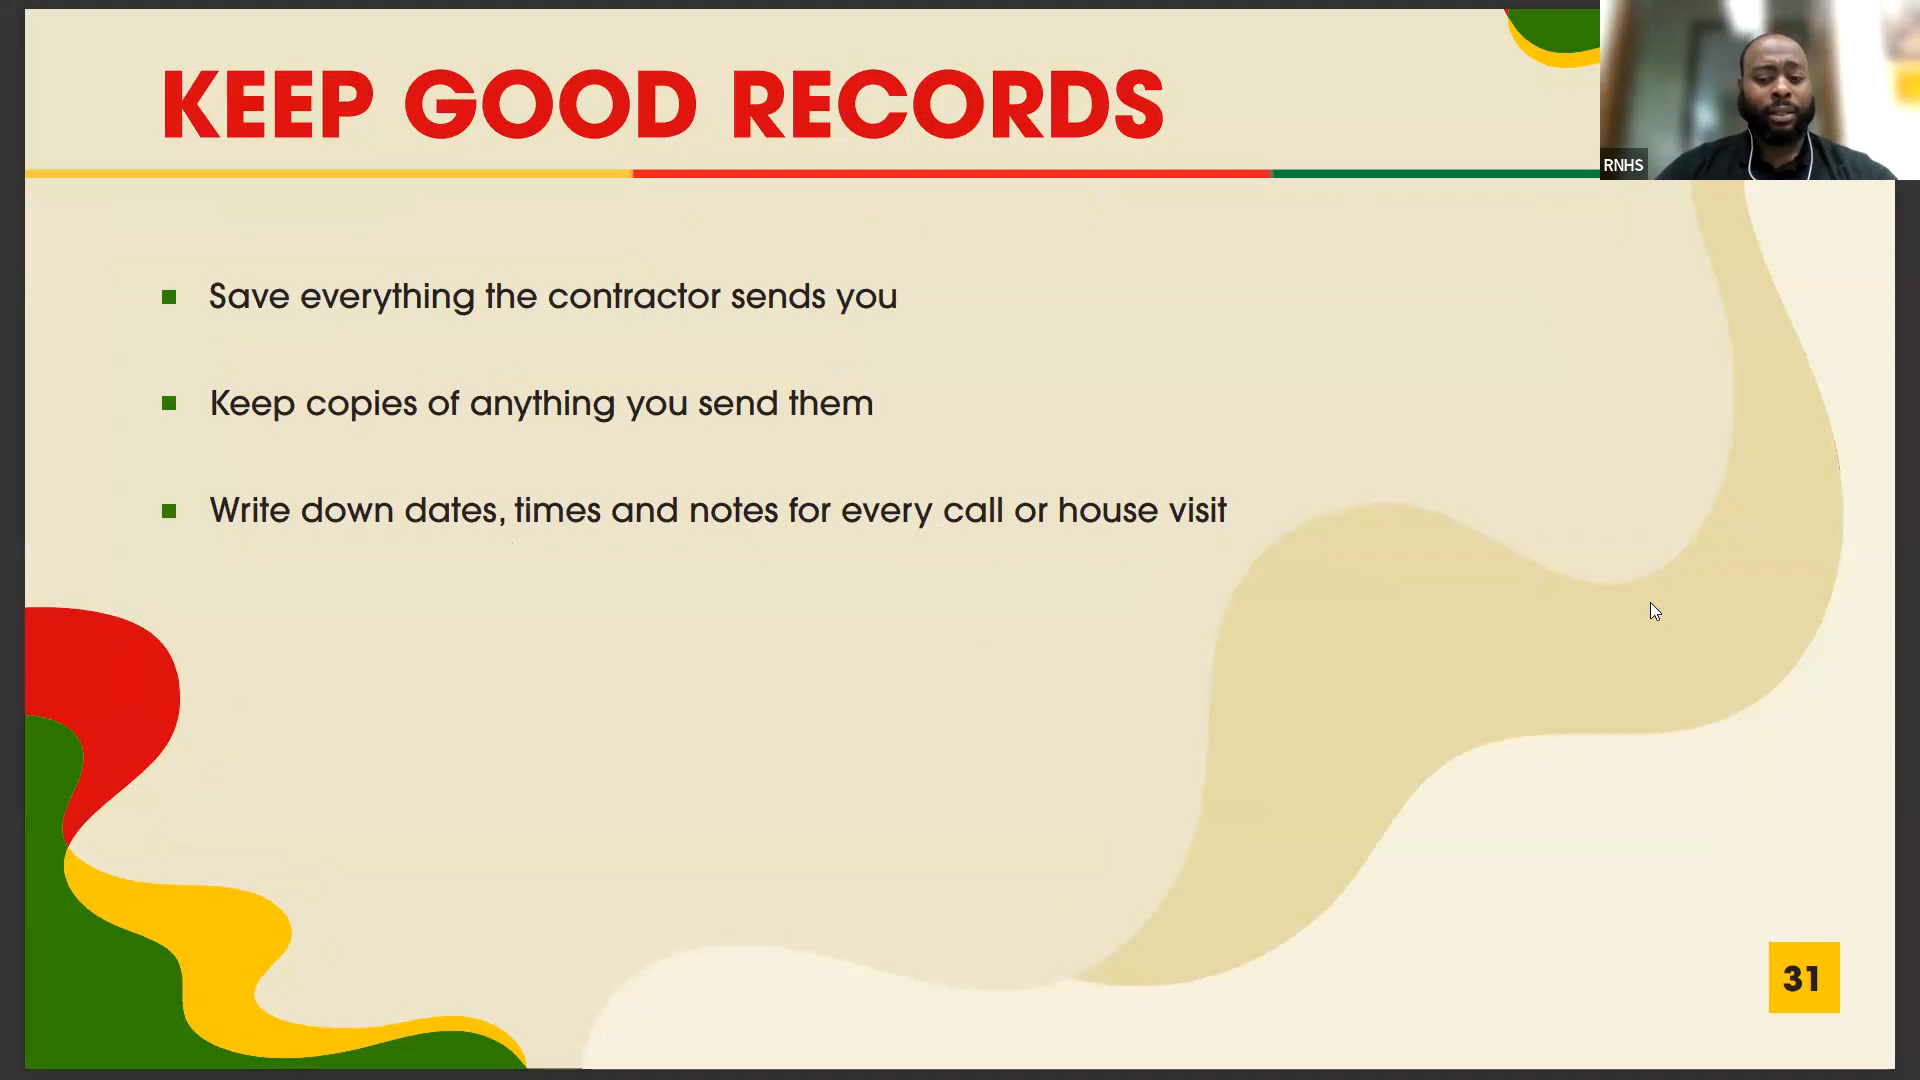 KEEP GOOD RECORDS
RNHS
Save everything the contractor sends you
Keep copies of anything you send them
Write down dates, times and notes for every call or house visit
31